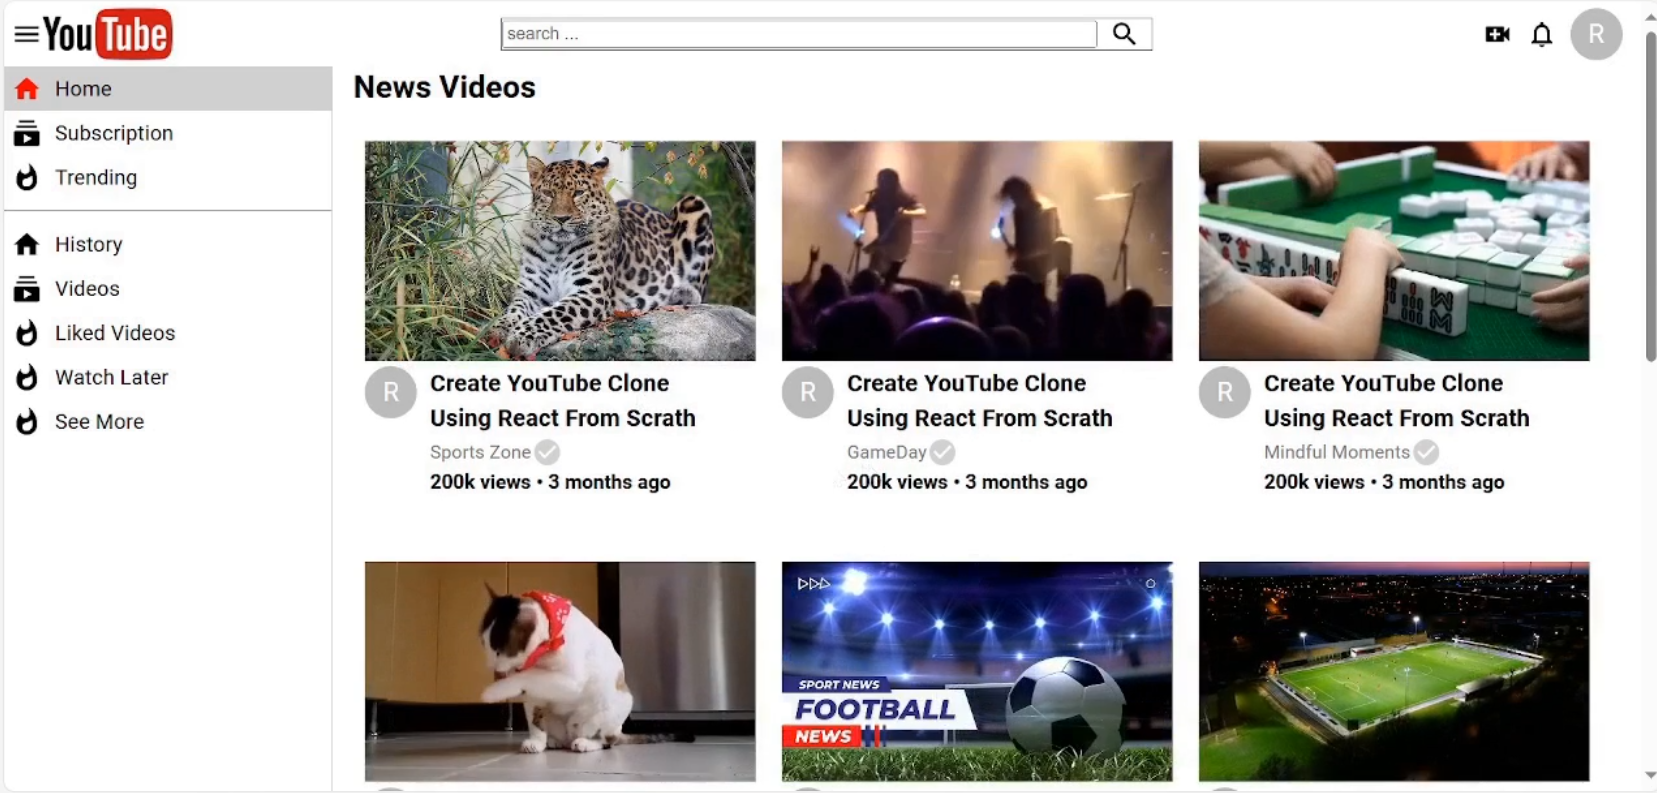 YouTube
search ...
R
Home
Subscription
Trending
History
Videos
Liked Videos
Watch Later
See More
News Videos
R
Create YouTube Clone
Using React From Scrath
Sports Zone
200k views • 3 months ago
R
Create YouTube Clone
Using React From Scrath
GameDay
200k views • 3 months ago
R
Create YouTube Clone
Using React From Scrath
Mindful Moments
200k views • 3 months ago
SPORT NEWS
FOOTBALL
NEWS